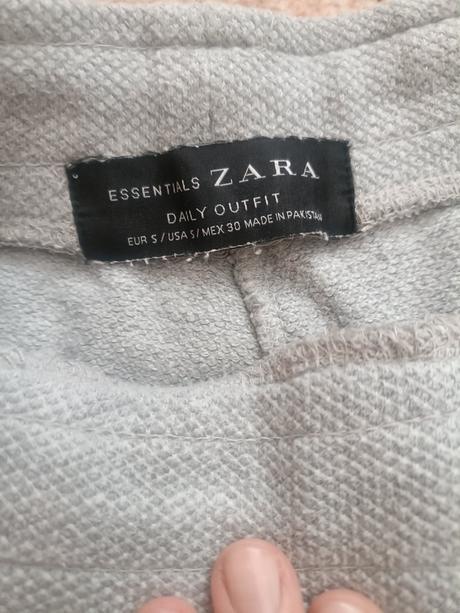 ESSENTIALS ZARA
DAILY OUTFIT
EUR S / USA S / MEX 30 MADE IN PAKISTAN